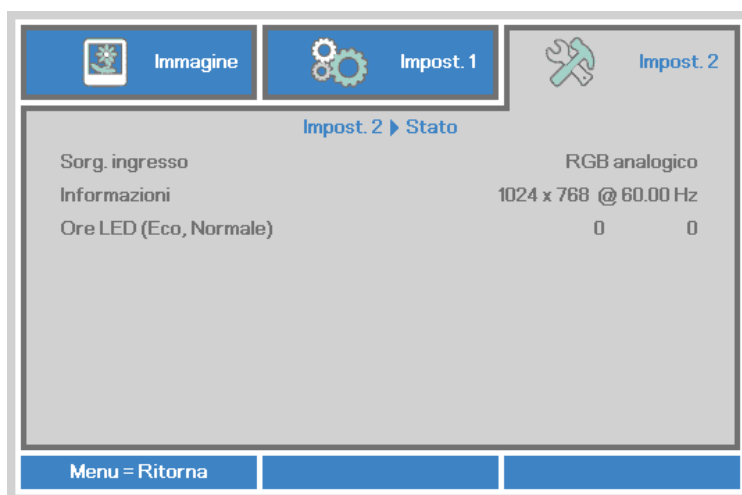 Immagine
Impost. 1
Impost. 2
Impost. 2 ▶ Stato
Sorg. ingresso RGB analogico
Informazioni 1024 x 768 @ 60.00 Hz
Ore LED (Eco, Normale) 0 0
Menu = Ritorna